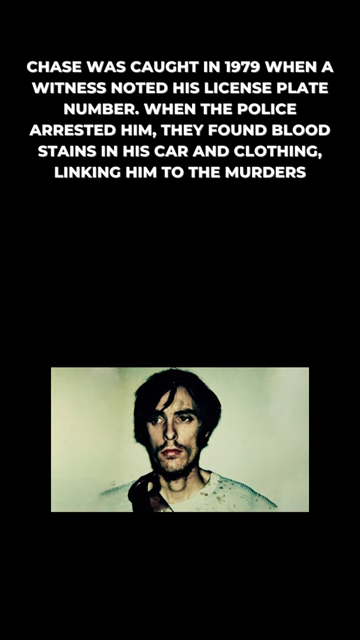 CHASE WAS CAUGHT IN 1979 WHEN A
WITNESS NOTED HIS LICENSE PLATE
NUMBER. WHEN THE POLICE
ARRESTED HIM, THEY FOUND BLOOD
STAINS IN HIS CAR AND CLOTHING,
LINKING HIM TO THE MURDERS